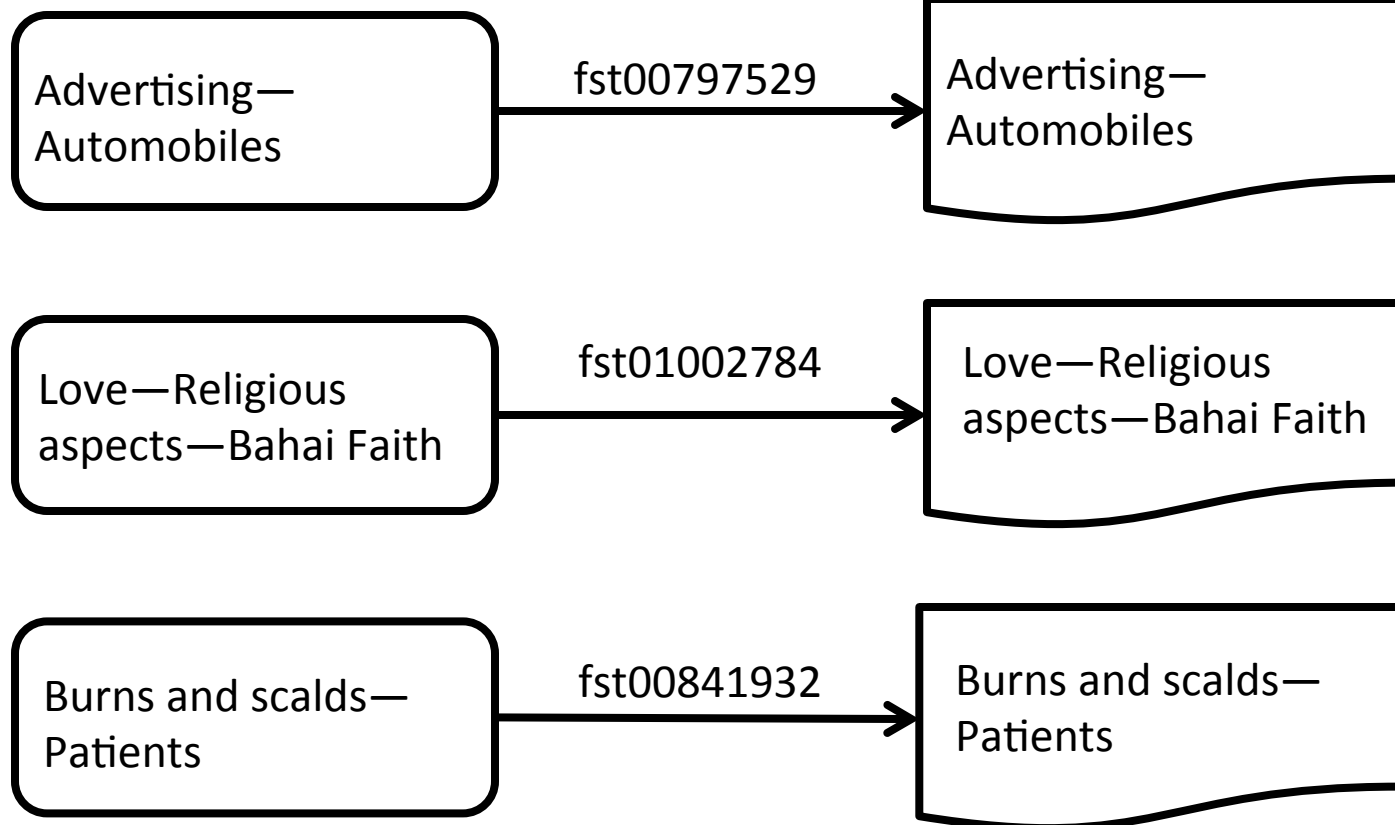 Advertising—
Automobiles
fst00797529
Advertising—
Automobiles
Love—Religious
aspects—Bahai Faith
fst01002784
Love—Religious
aspects—Bahai Faith
Burns and scalds—
Patients
fst00841932
Burns and scalds—
Patients